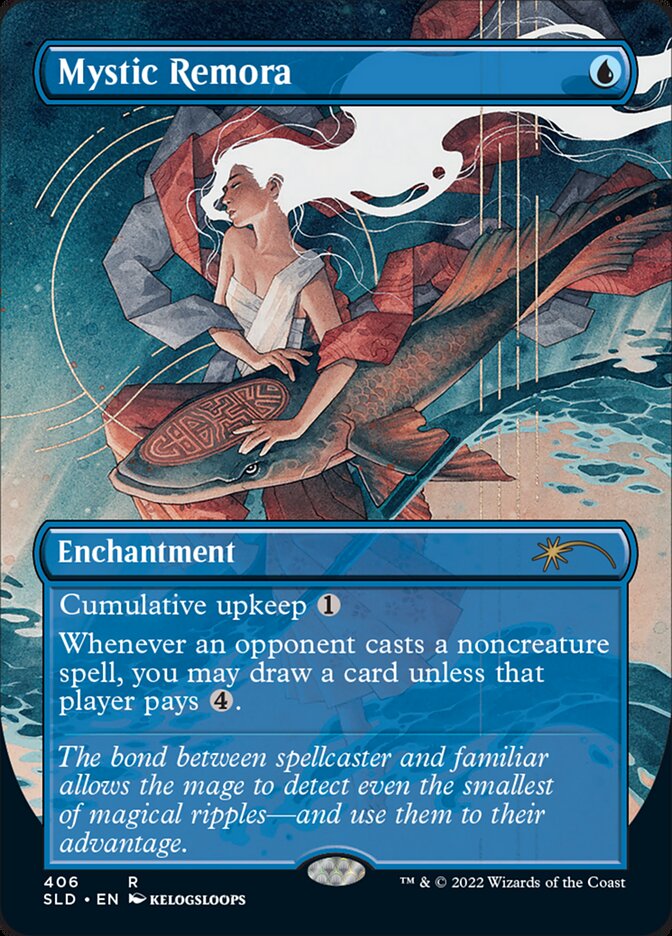 Mystic Remora
Enchantment
Cumulative upkeep 1
Whenever an opponent casts a noncreature
spell, you may draw a card unless that
player pays 4.
The bond between spellcaster and familiar
allows the mage to detect even the smallest
of magical ripples—and use them to their
advantage.
406 R
SLD • EN KELOGSLOOPS
™ & © 2022 Wizards of the Coast